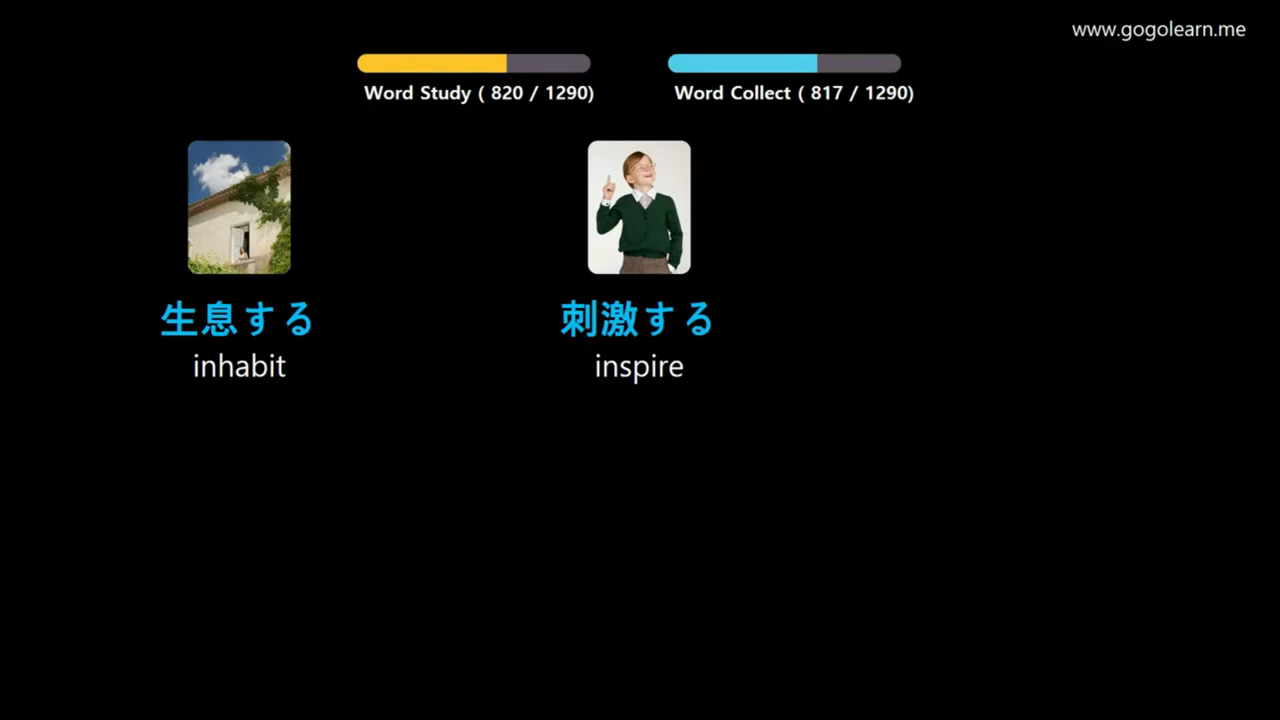 www.gogolearn.me
Word Study ( 820 / 1290)
Word Collect ( 817 / 1290)
生息する
inhabit
刺激する
inspire